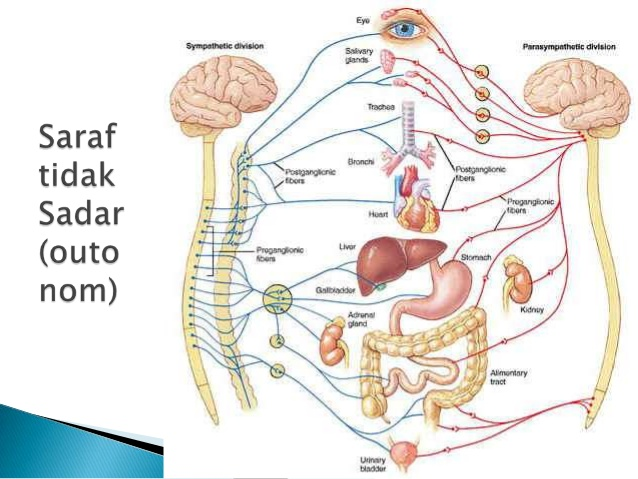 Saraf
tidak
Sadar
(outo
nom)
Sympathetic division
Eye
Parasympathetic division
Salivary
glands
Trachea
Bronchi
Postganglionic
fibers
Postganglionic
fibers
Heart
Preganglionic
fibers
Preganglionic
fibers
Liver
Stomach
Gallbladder
Adrenal
gland
Kidney
Alimentary
tract
Urinary
bladder